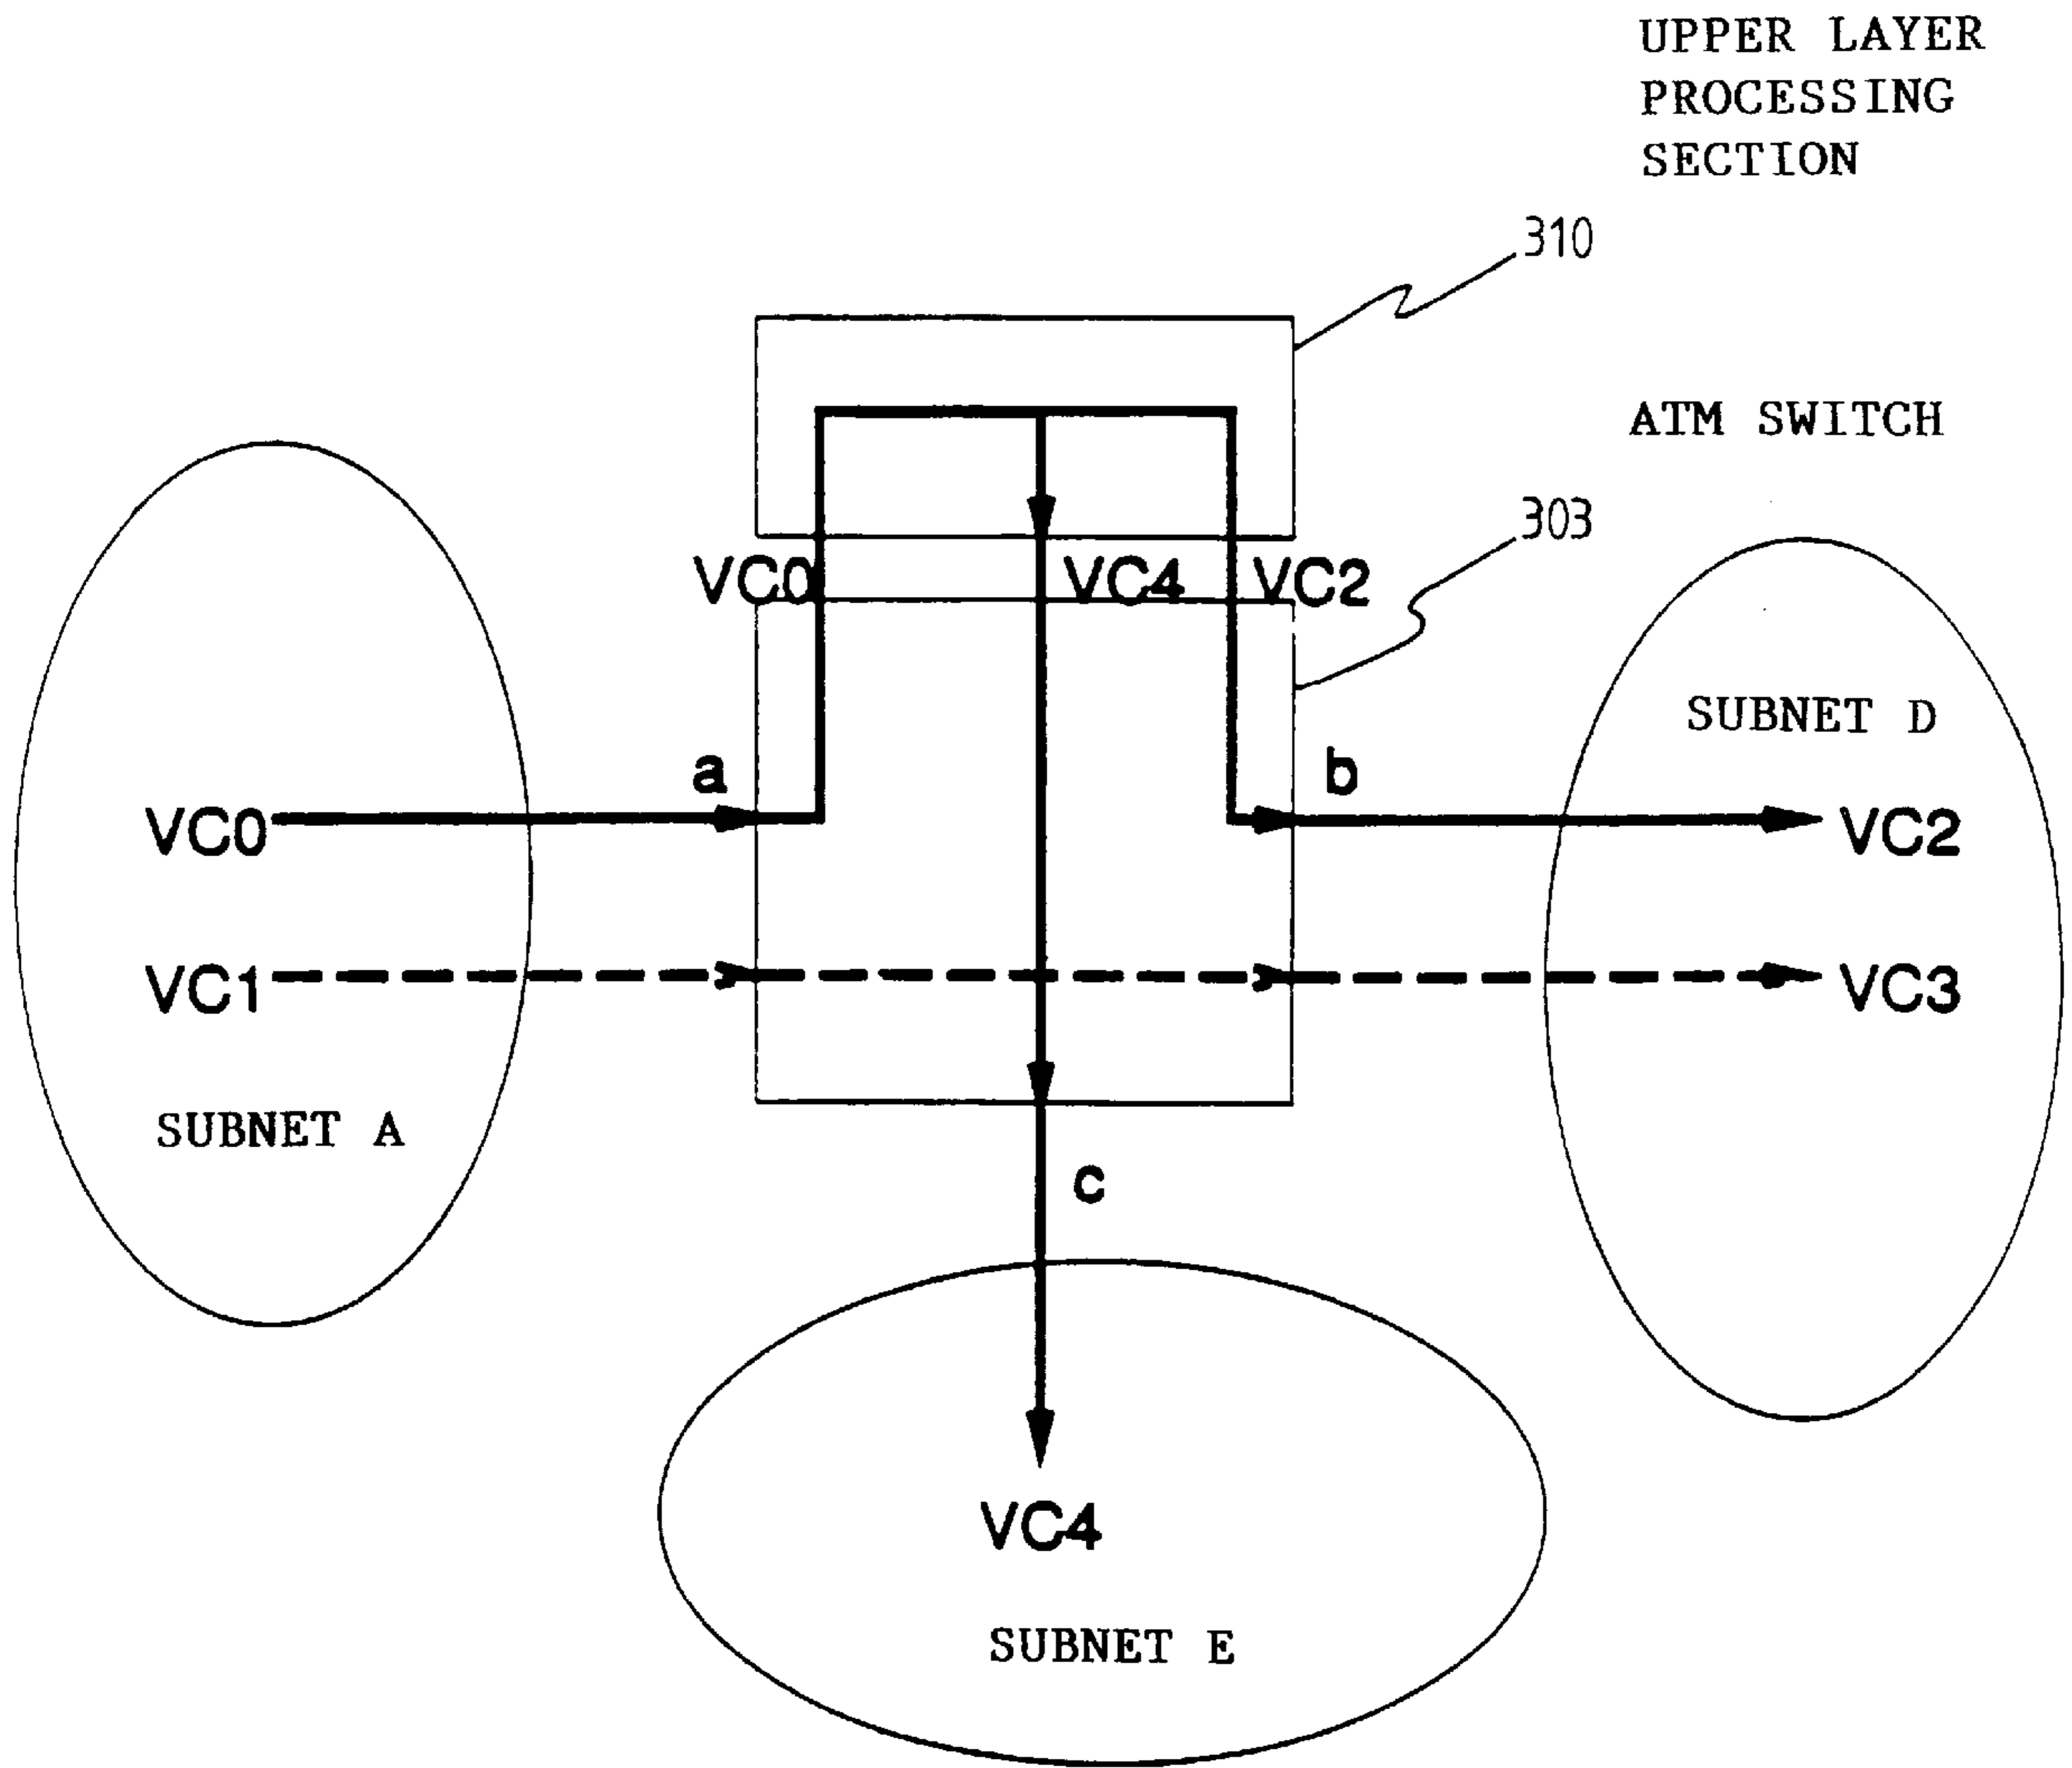 UPPER LAYER
PROCESSING
SECTION
310
ATM SWITCH
303
VC0
VC4
VC2
SUBNET D
a
b
VC0
VC2
VC1
VC3
SUBNET A
c
VC4
SUBNET E